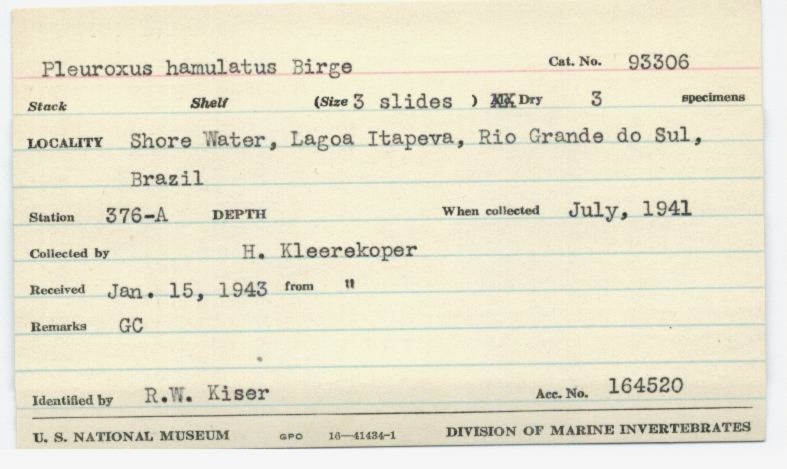 Pleuroxus hamulatus Birge Cat. No. 93306
Stack Shelf (Size 3 slides ) Dry 3 specimens
LOCALITY Shore Water, Lagoa Itapeva, Rio Grande do Sul,
Brazil
Station 376-A DEPTH When collected July, 1941
Collected by H. Kleerekoper
Received Jan. 15, 1943 from "
Remarks GC
Identified by R.W. Kiser Acc. No. 164520
U. S. NATIONAL MUSEUM GPO 16—41434-1 DIVISION OF MARINE INVERTEBRATES